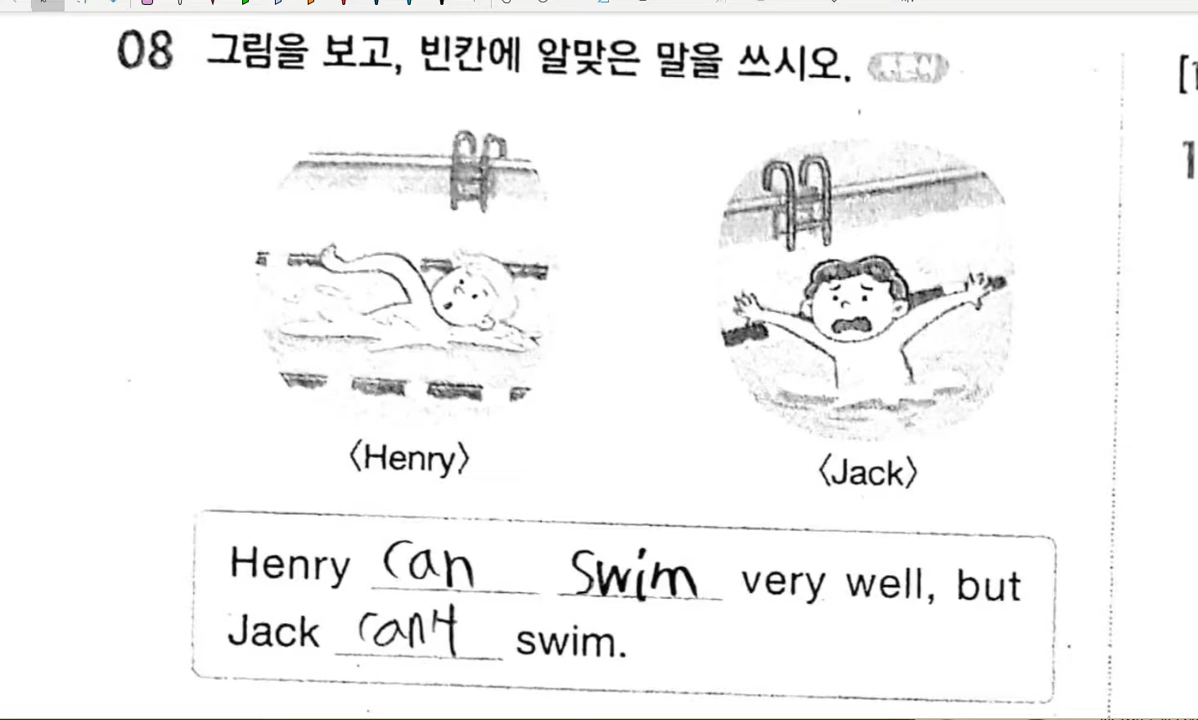 08 그림을 보고, 빈칸에 알맞은 말을 쓰시오.
<Henry>
<Jack>
Henry can swim very well, but
Jack can't swim.